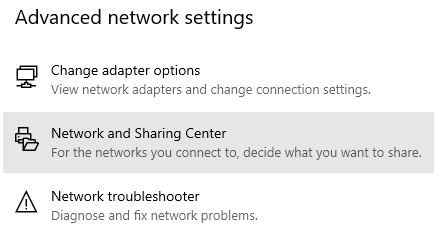 Advanced network settings
Change adapter options
View network adapters and change connection settings.
Network and Sharing Center
For the networks you connect to, decide what you want to share.
Network troubleshooter
Diagnose and fix network problems.